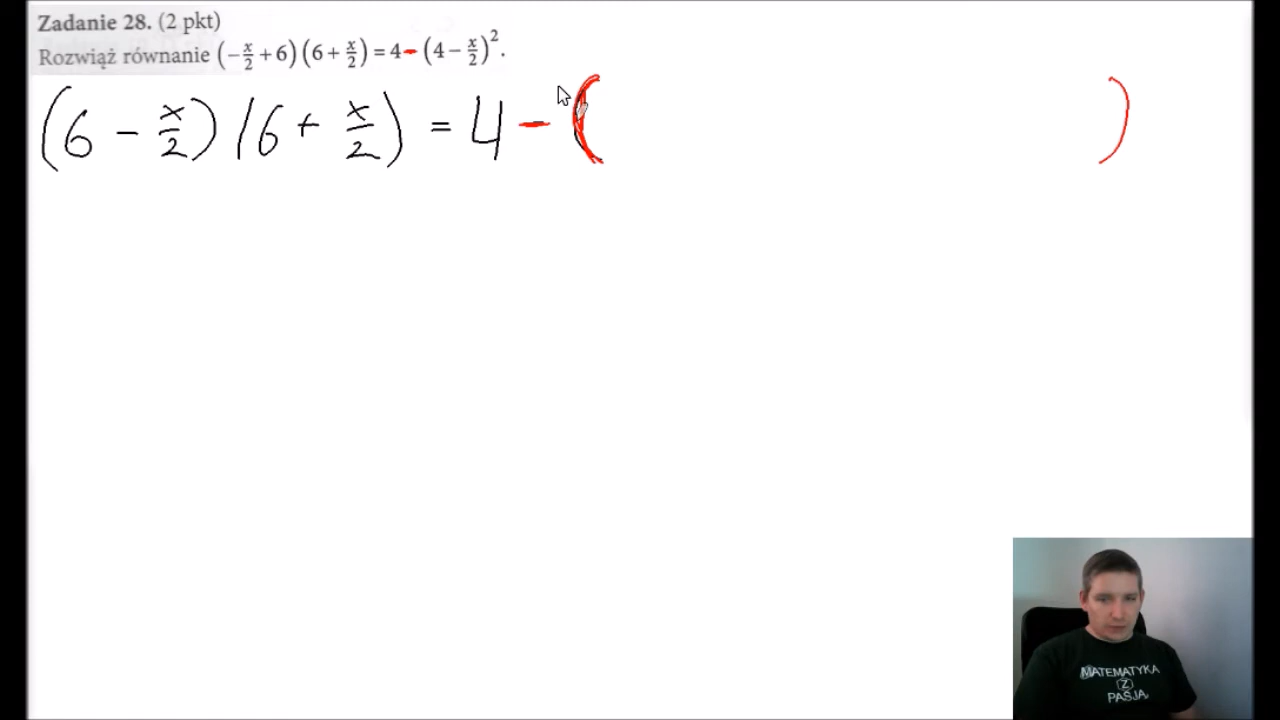 Zadanie 28. (2 pkt)
Rozwiąż równanie (-x/2 + 6)(6 + x/2) = 4 - (4 - x/2)².
(6 - x/2)(6 + x/2) = 4 - ( )
MATEMATYKA
Z
PASJĄ